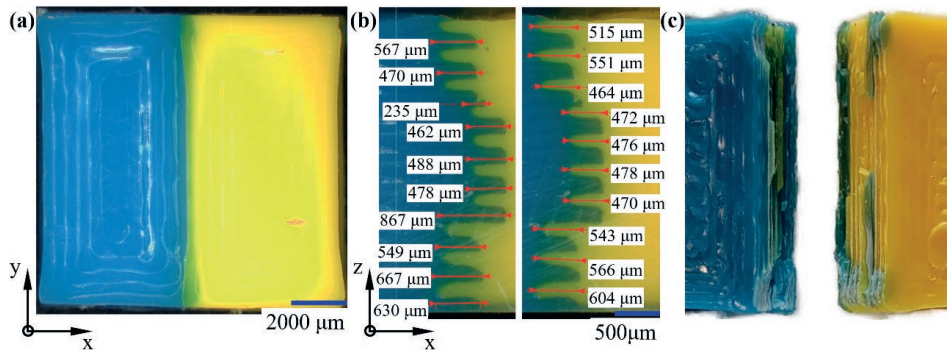 (a)
y
x
2000 μm
(b)
567 μm
470 μm
235 μm
462 μm
488 μm
478 μm
867 μm
549 μm
667 μm
630 μm
z
x
515 μm
551 μm
464 μm
472 μm
476 μm
478 μm
470 μm
543 μm
566 μm
604 μm
500μm
(c)